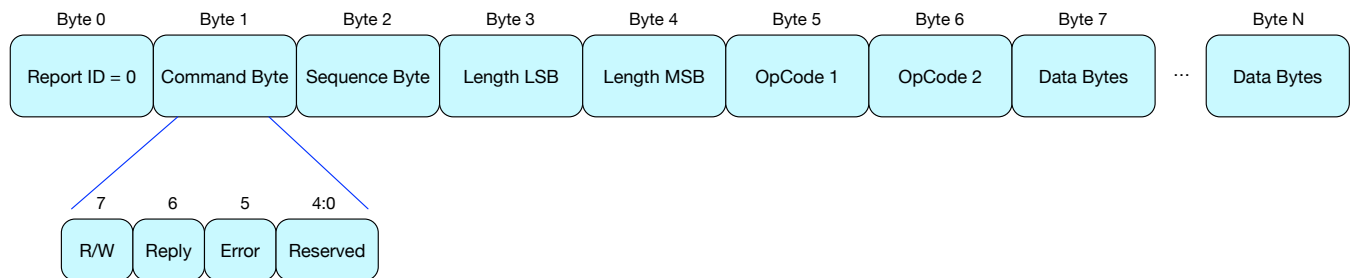 Byte 0 Byte 1 Byte 2 Byte 3 Byte 4 Byte 5 Byte 6 Byte 7 Byte N
Report ID = 0 Command Byte Sequence Byte Length LSB Length MSB OpCode 1 OpCode 2 Data Bytes ... Data Bytes
7 6 5 4:0
R/W Reply Error Reserved